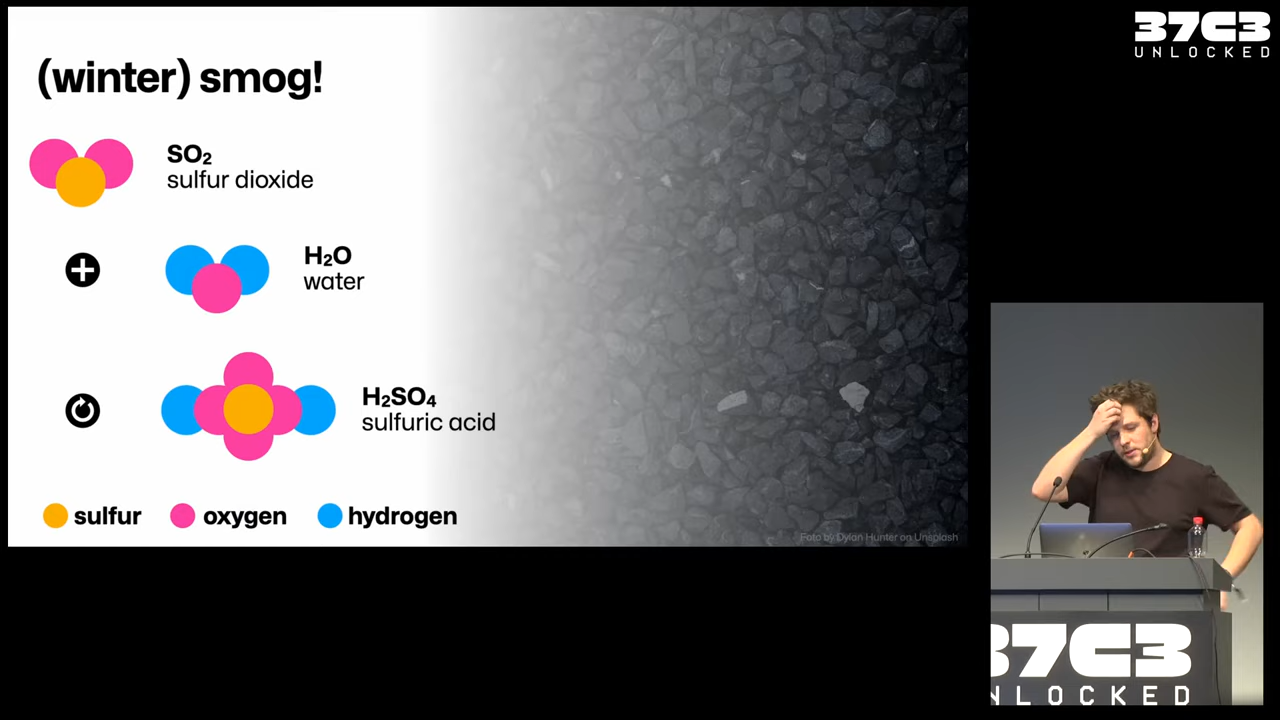 (winter) smog!
SO₂
sulfur dioxide
H₂O
water
H₂SO₄
sulfuric acid
sulfur oxygen hydrogen
Foto by Dylan Hunter on Unsplash
37C3
UNLOCKED
37C3
UNLOCKED